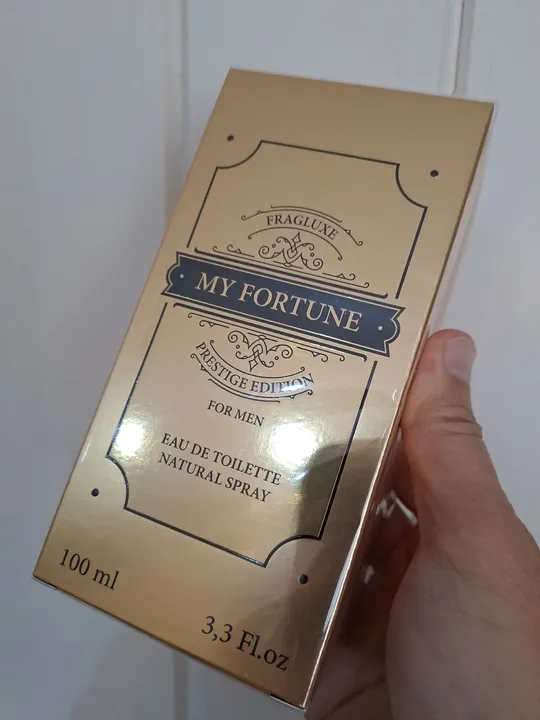 FRAGLUXE
MY FORTUNE
PRESTIGE EDITION
FOR MEN
EAU DE TOILETTE
NATURAL SPRAY
100 ml
3,3 Fl.oz